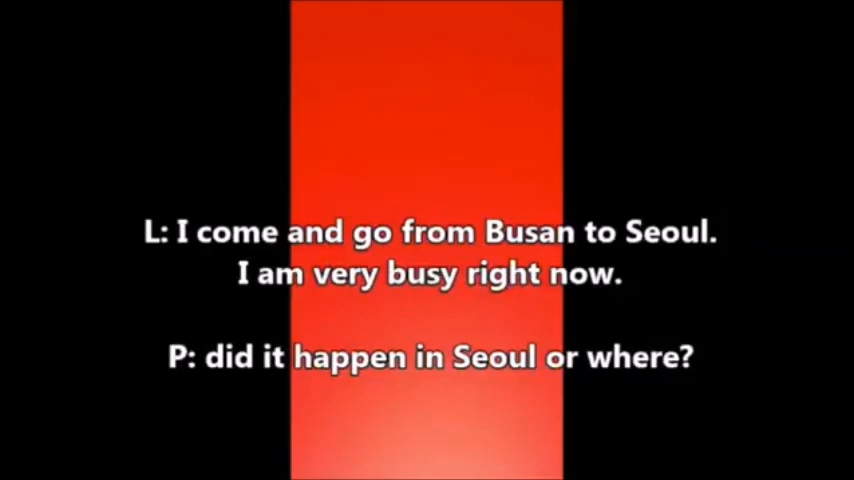 L: I come and go from Busan to Seoul.
I am very busy right now.
P: did it happen in Seoul or where?